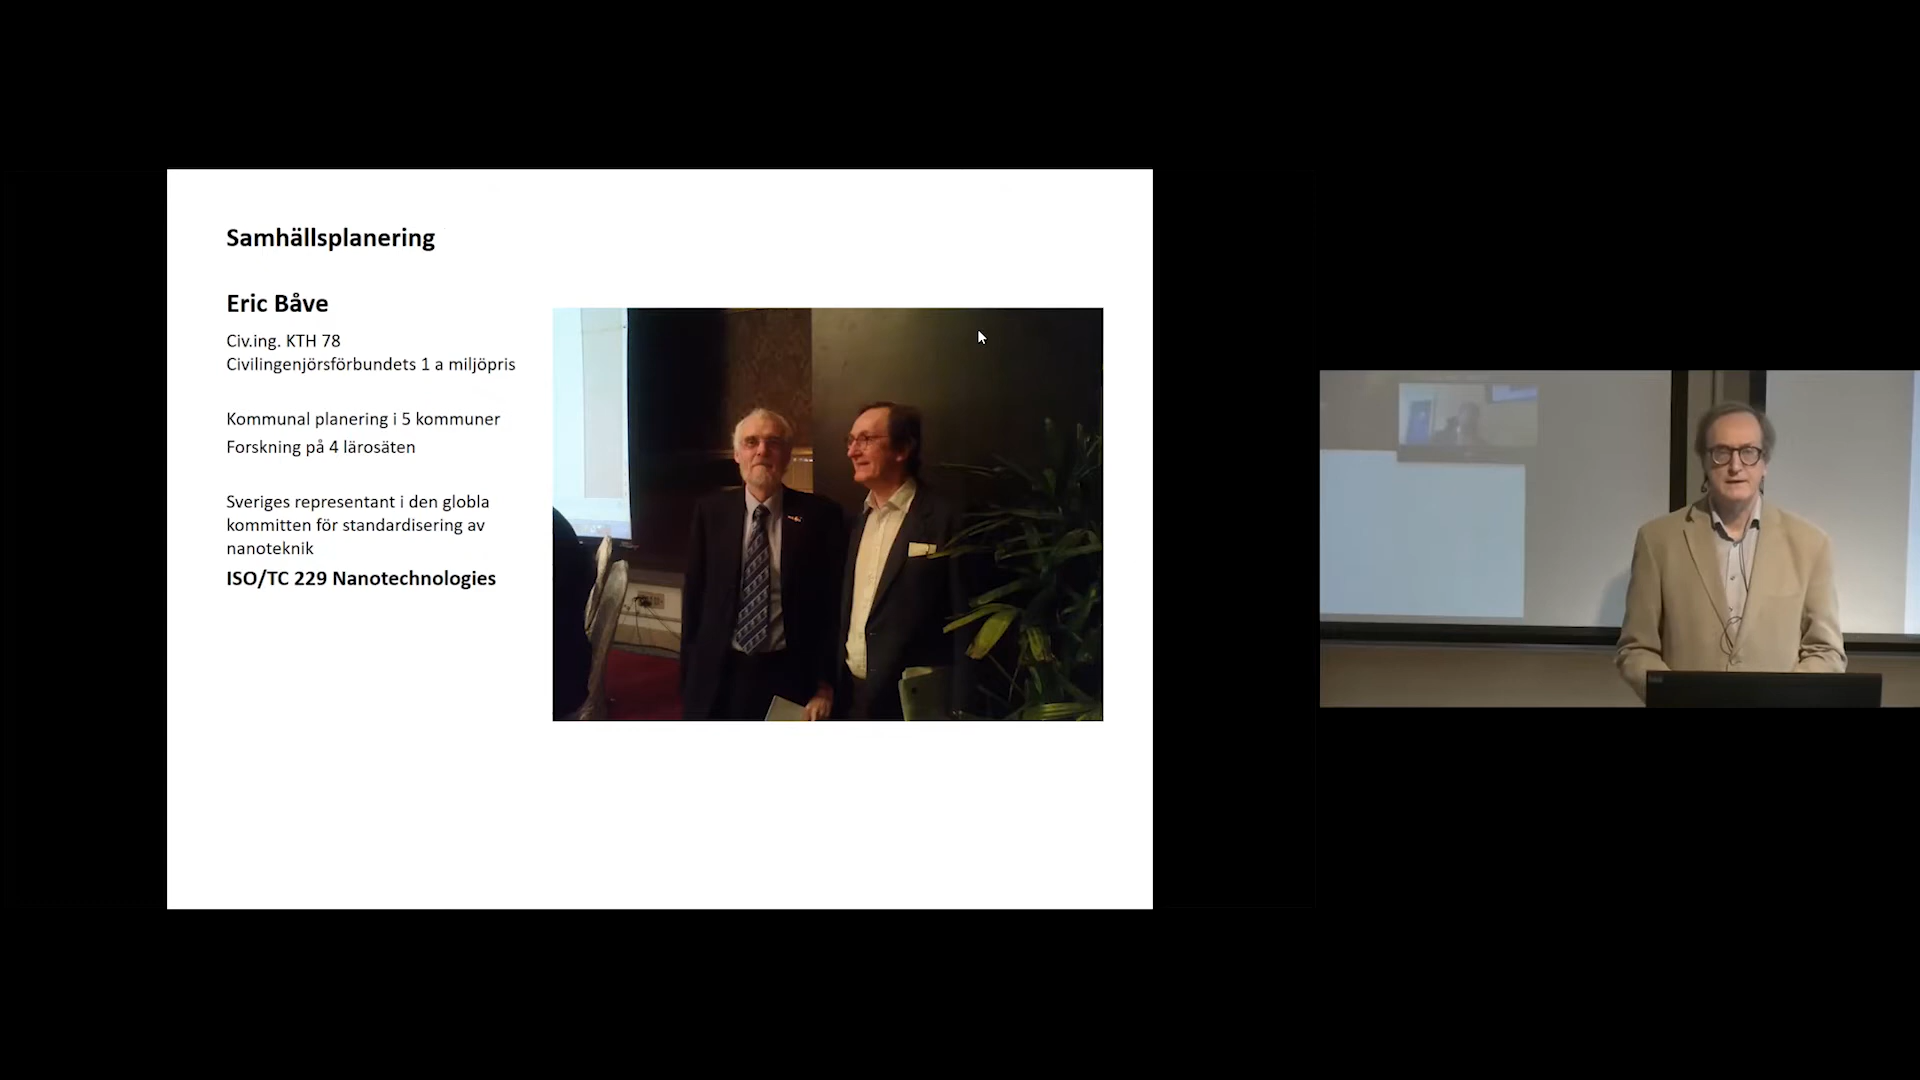 Samhällsplanering
Eric Båve
Civ.ing. KTH 78
Civilingenjörsförbundets 1 a miljöpris
Kommunal planering i 5 kommuner
Forskning på 4 lärosäten
Sveriges representant i den globla
kommitten för standardisering av
nanoteknik
ISO/TC 229 Nanotechnologies